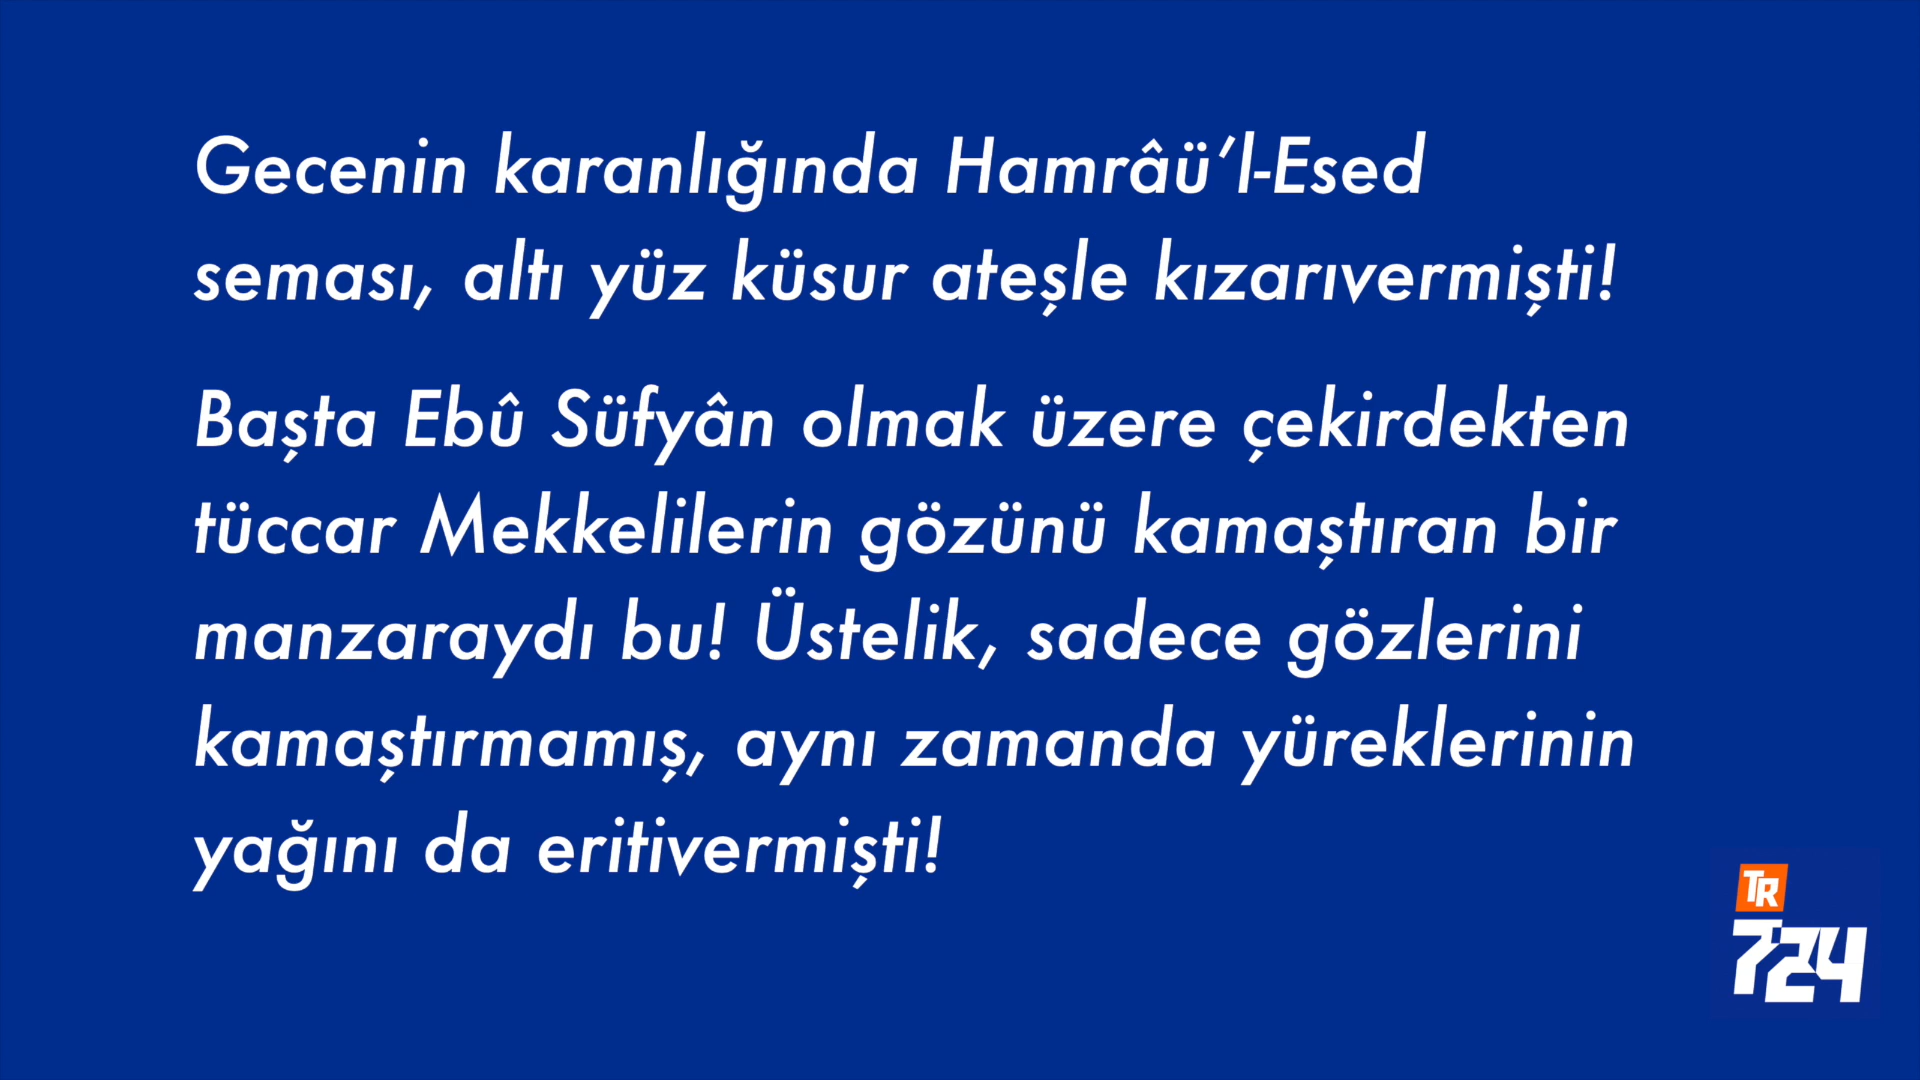 Gecenin karanlığında Hamrâü’l-Esed
seması, altı yüz küsur ateşle kızarıvermişti!
Başta Ebû Süfyân olmak üzere çekirdekten
tüccar Mekkelilerin gözünü kamaştıran bir
manzaraydı bu! Üstelik, sadece gözlerini
kamaştırmamış, aynı zamanda yüreklerinin
yağını da eritivermişti!
TR
724